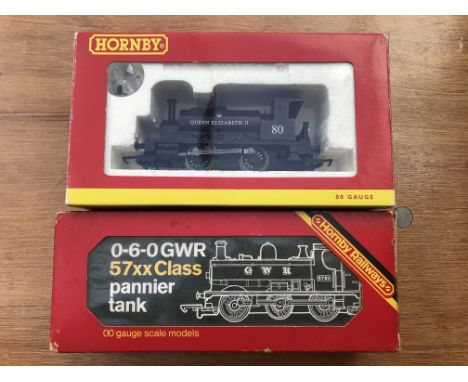 HORNBY
QUEEN ELIZABETH II
80
00 GAUGE
0-6-0 GWR
57xx Class
pannier
tank
00 gauge scale models
G W R
Hornby Railways